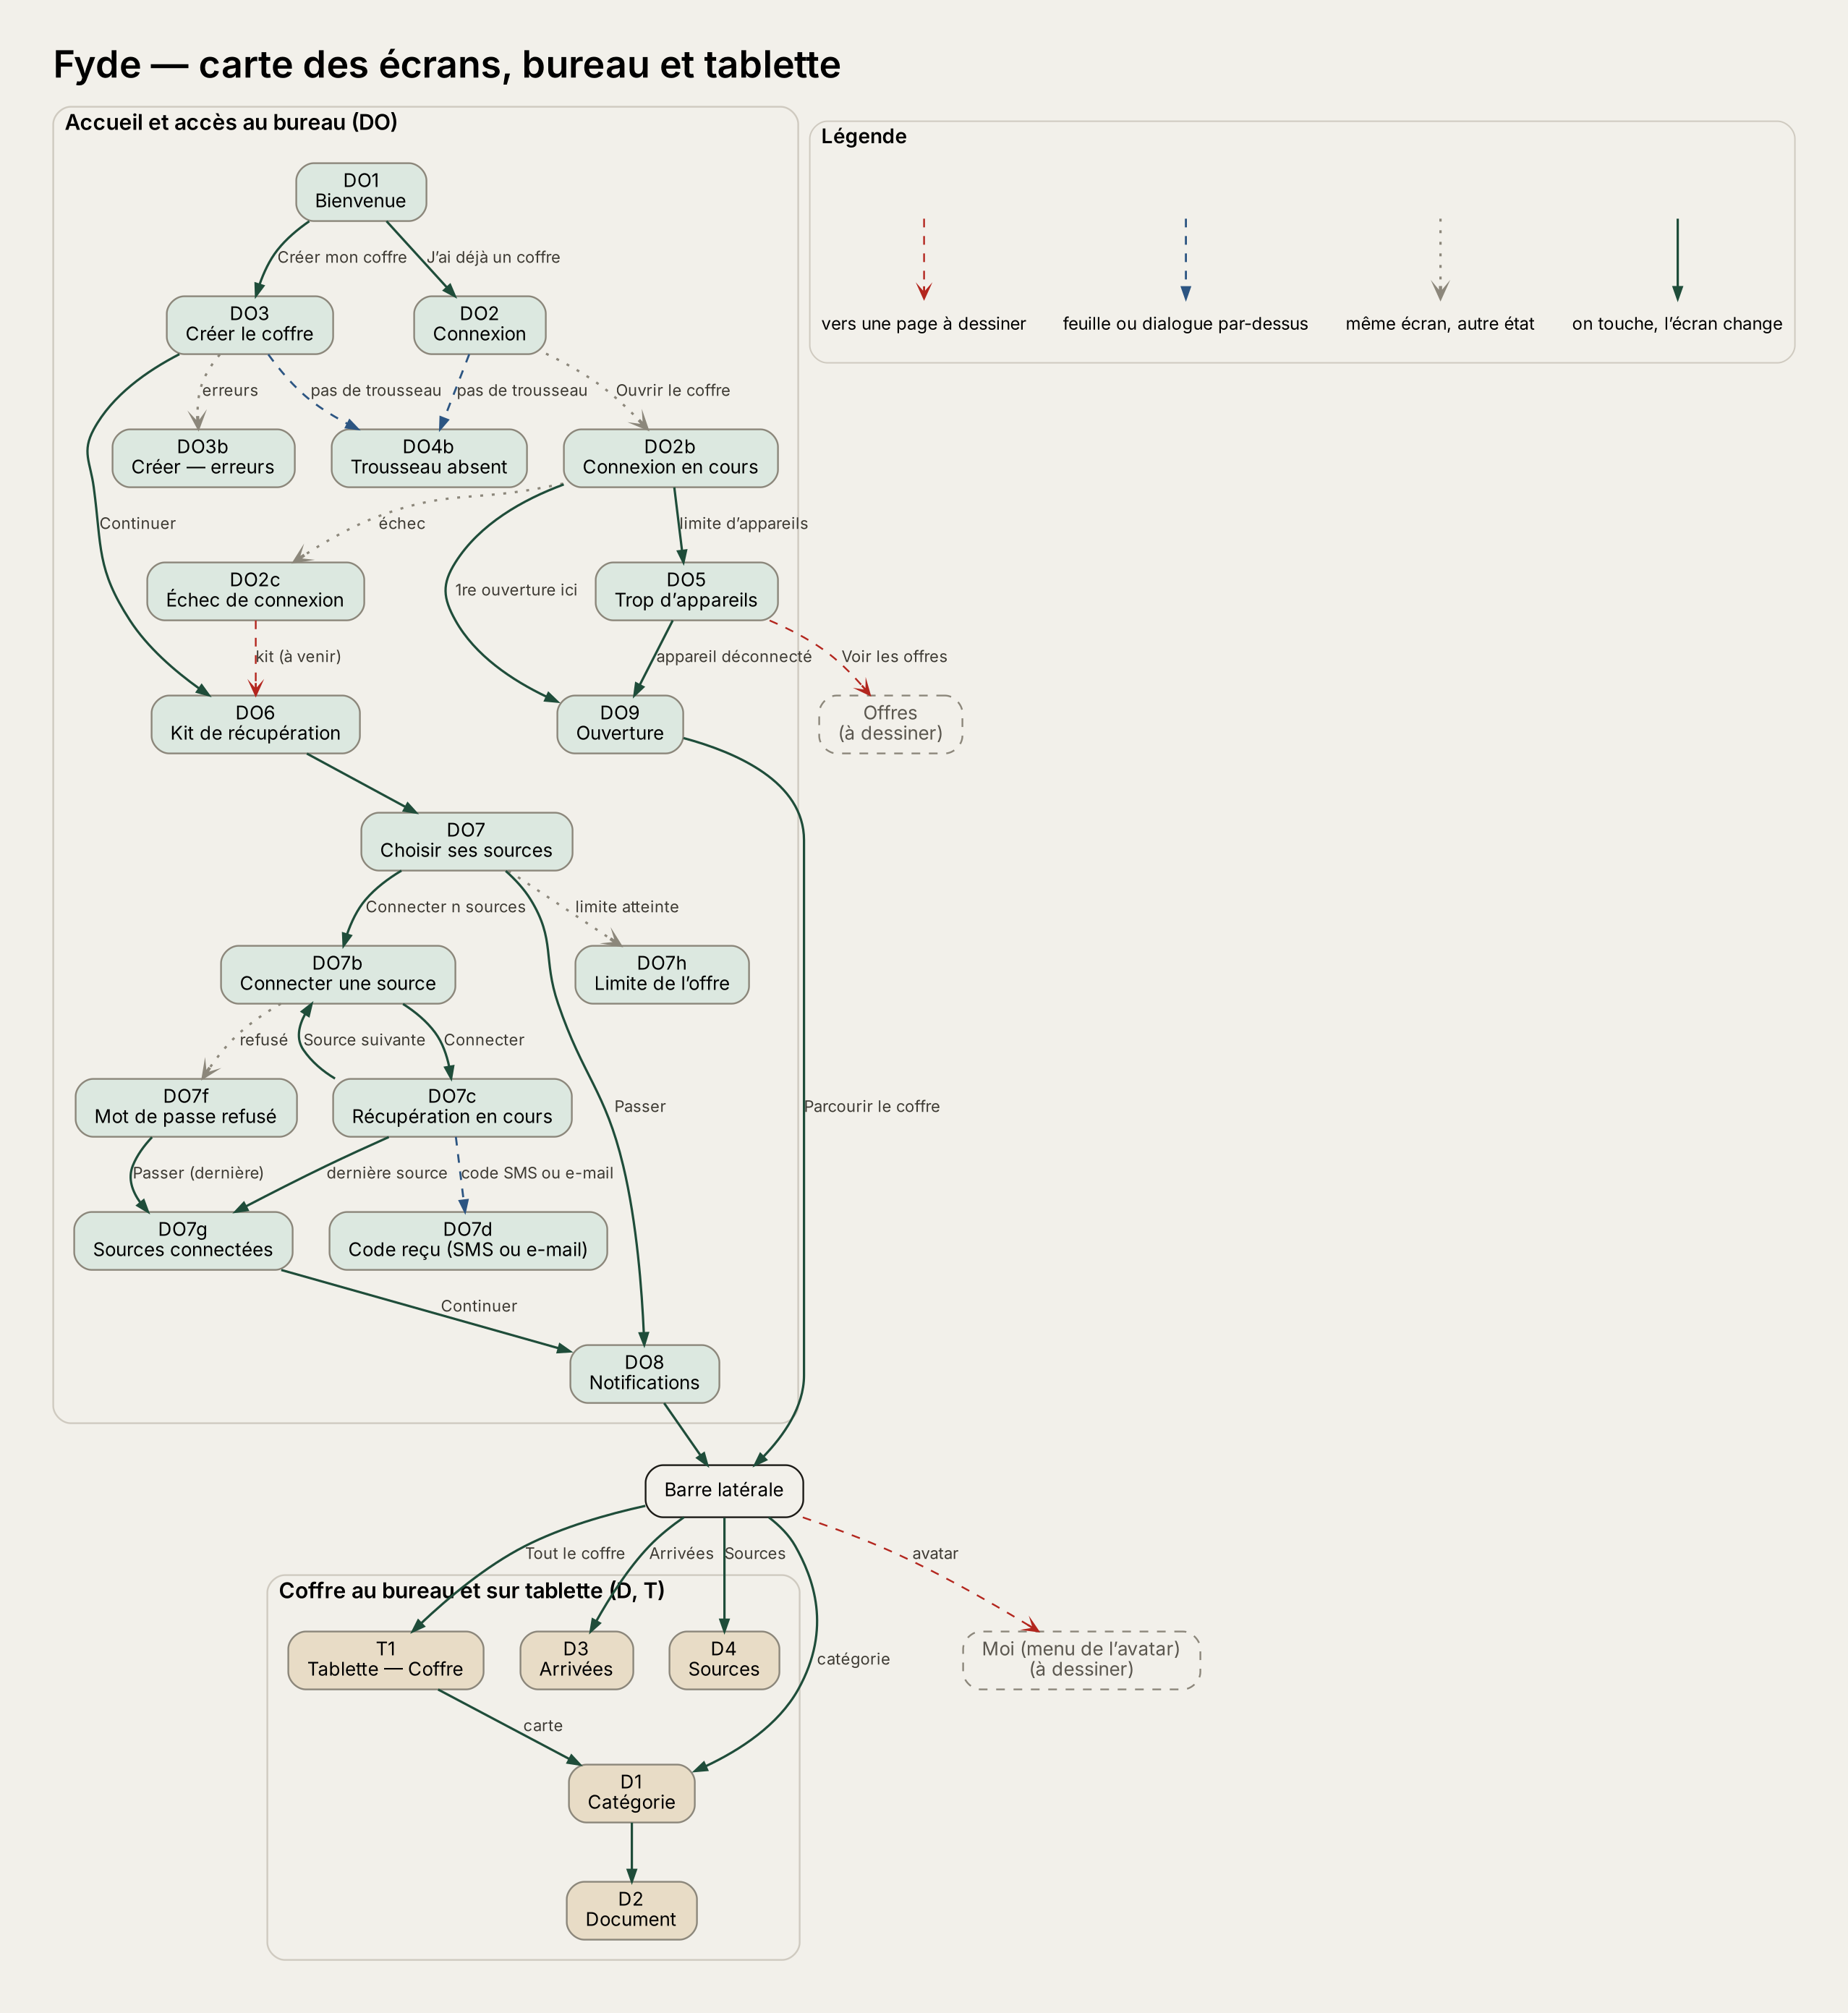 Fyde — carte des écrans, bureau et tablette
Accueil et accès au bureau (DO)
Légende
DO1
Bienvenue
Créer mon coffre
J’ai déjà un coffre
vers une page à dessiner
feuille ou dialogue par-dessus
même écran, autre état
on touche, l’écran change
DO3
Créer le coffre
DO2
Connexion
erreurs
pas de trousseau
pas de trousseau
Ouvrir le coffre
DO3b
Créer — erreurs
DO4b
Trousseau absent
DO2b
Connexion en cours
Continuer
échec
limite d’appareils
DO2c
Échec de connexion
1re ouverture ici
DO5
Trop d’appareils
kit (à venir)
appareil déconnecté
Voir les offres
DO6
Kit de récupération
DO9
Ouverture
Offres
(à dessiner)
DO7
Choisir ses sources
Connecter n sources
limite atteinte
DO7b
Connecter une source
DO7h
Limite de l’offre
refusé
Source suivante
Connecter
DO7f
Mot de passe refusé
DO7c
Récupération en cours
Passer
Parcourir le coffre
Passer (dernière)
dernière source
code SMS ou e-mail
DO7g
Sources connectées
DO7d
Code reçu (SMS ou e-mail)
Continuer
DO8
Notifications
Barre latérale
Tout le coffre
Arrivées
Sources
avatar
Coffre au bureau et sur tablette (D, T)
T1
Tablette — Coffre
D3
Arrivées
D4
Sources
catégorie
Moi (menu de l’avatar)
(à dessiner)
carte
D1
Catégorie
D2
Document